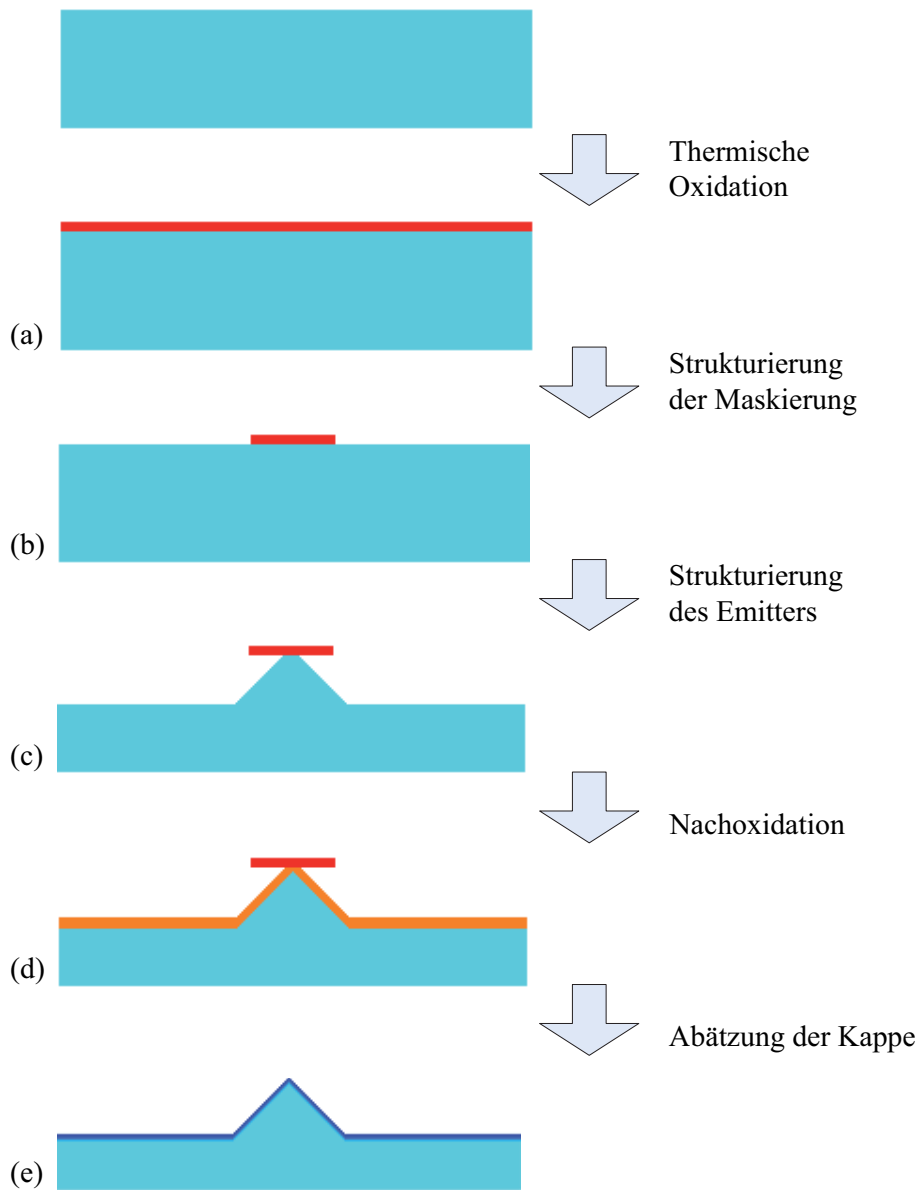 Thermische
Oxidation
(a)
Strukturierung
der Maskierung
(b)
Strukturierung
des Emitters
(c)
Nachoxidation
(d)
Abätzung der Kappe
(e)